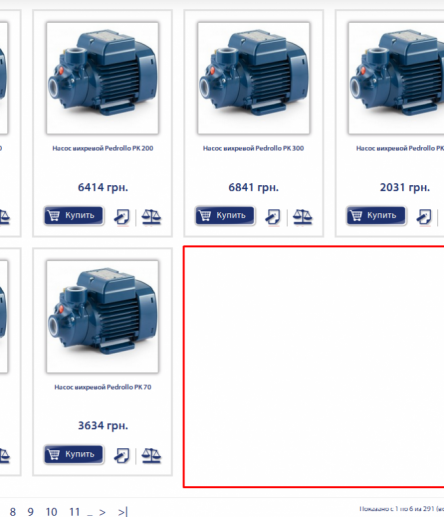 Насос вихревой Pedrollo PK 200
Насос вихревой Pedrollo PK 300
Насос вихревой Pedrollo PK
6414 грн.
6841 грн.
2031 грн.
Купить
Купить
Купить
Насос вихревой Pedrollo PK 70
3634 грн.
Купить
8 9 10 11 ... > >|
Показано с 1 по 6 из 291